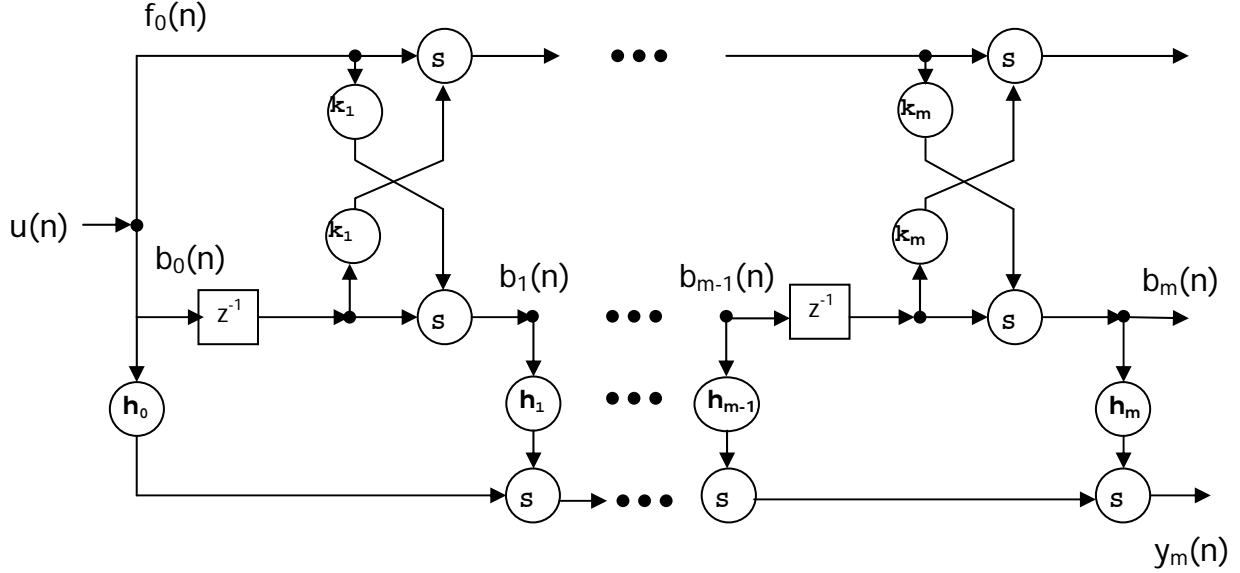 f₀(n)
s s
k₁ kₘ
u(n)
k₁ kₘ
b₀(n) b₁(n) bₘ₋₁(n) bₘ(n)
z⁻¹ s z⁻¹ s
h₀ h₁ hₘ₋₁ hₘ
s s s
yₘ(n)